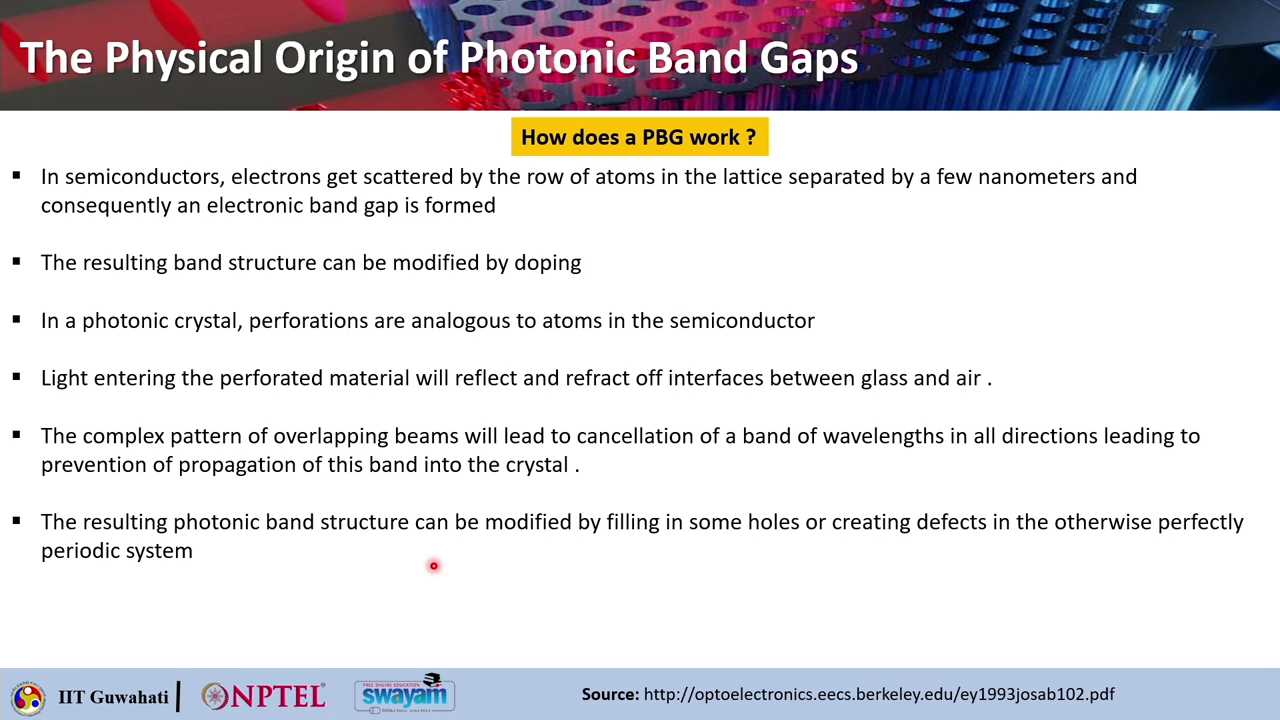 The Physical Origin of Photonic Band Gaps
How does a PBG work ?
▪ In semiconductors, electrons get scattered by the row of atoms in the lattice separated by a few nanometers and
consequently an electronic band gap is formed
▪ The resulting band structure can be modified by doping
▪ In a photonic crystal, perforations are analogous to atoms in the semiconductor
▪ Light entering the perforated material will reflect and refract off interfaces between glass and air .
▪ The complex pattern of overlapping beams will lead to cancellation of a band of wavelengths in all directions leading to
prevention of propagation of this band into the crystal .
▪ The resulting photonic band structure can be modified by filling in some holes or creating defects in the otherwise perfectly
periodic system
IIT Guwahati
NPTEL
FREE ONLINE EDUCATION
swayam
Source: http://optoelectronics.eecs.berkeley.edu/ey1993josab102.pdf